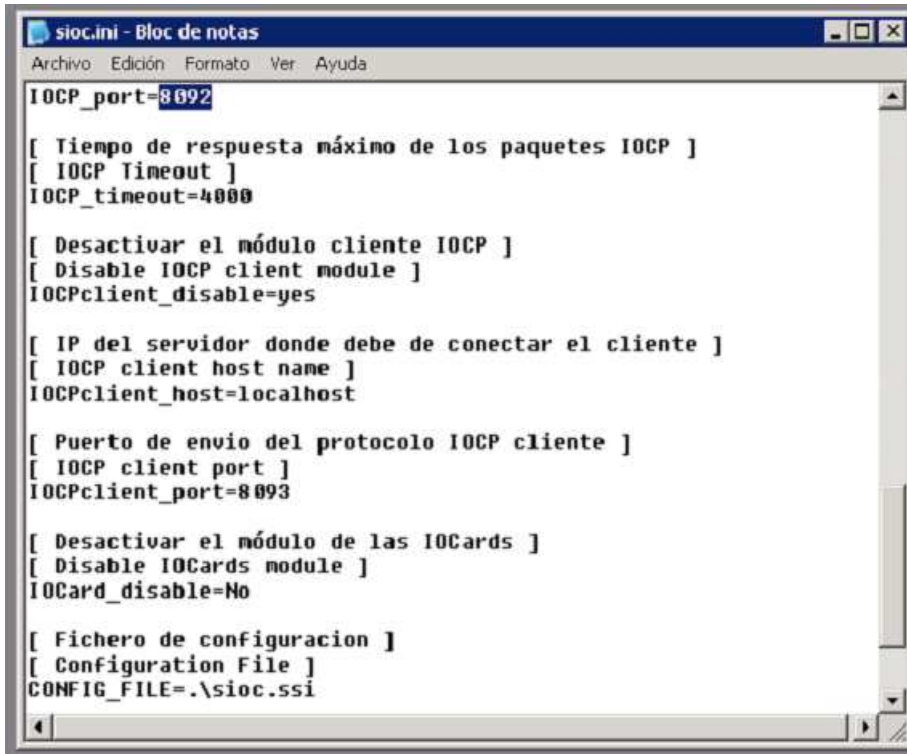 sioc.ini - Bloc de notas
Archivo Edición Formato Ver Ayuda
IOCP_port=8092
[ Tiempo de respuesta máximo de los paquetes IOCP ]
[ IOCP Timeout ]
IOCP_timeout=4000
[ Desactivar el módulo cliente IOCP ]
[ Disable IOCP client module ]
IOCPclient_disable=yes
[ IP del servidor donde debe de conectar el cliente ]
[ IOCP client host name ]
IOCPclient_host=localhost
[ Puerto de envio del protocolo IOCP cliente ]
[ IOCP client port ]
IOCPclient_port=8093
[ Desactivar el módulo de las IOCards ]
[ Disable IOCards module ]
IOCard_disable=No
[ Fichero de configuracion ]
[ Configuration File ]
CONFIG_FILE=.\sioc.ssi